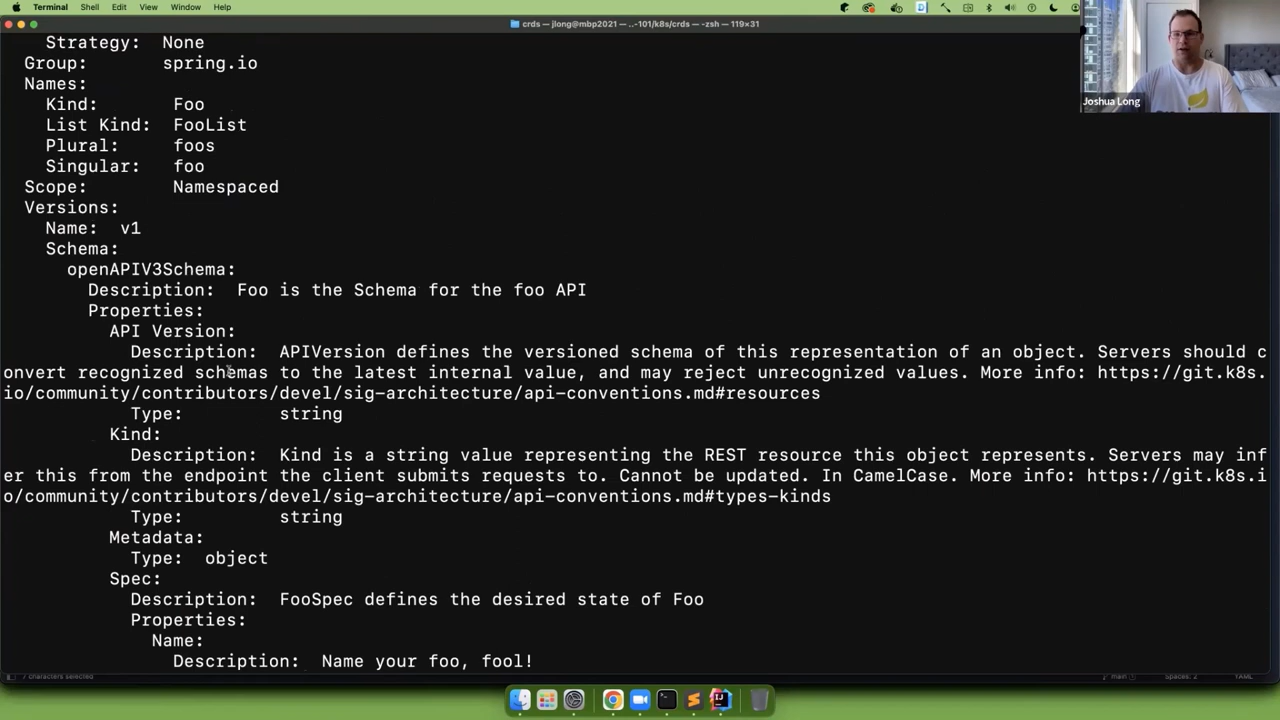 Terminal Shell Edit View Window Help
crds — jlong@mbp2021 — ..-101/k8s/crds — -zsh — 119×31
Strategy: None
Group: spring.io
Names:
Kind: Foo
List Kind: FooList
Plural: foos
Singular: foo
Scope: Namespaced
Versions:
Name: v1
Schema:
openAPIV3Schema:
Description: Foo is the Schema for the foo API
Properties:
API Version:
Description: APIVersion defines the versioned schema of this representation of an object. Servers should c
onvert recognized schemas to the latest internal value, and may reject unrecognized values. More info: https://git.k8s.
io/community/contributors/devel/sig-architecture/api-conventions.md#resources
Type: string
Kind:
Description: Kind is a string value representing the REST resource this object represents. Servers may inf
er this from the endpoint the client submits requests to. Cannot be updated. In CamelCase. More info: https://git.k8s.i
o/community/contributors/devel/sig-architecture/api-conventions.md#types-kinds
Type: string
Metadata:
Type: object
Spec:
Description: FooSpec defines the desired state of Foo
Properties:
Name:
Description: Name your foo, fool!
Joshua Long
7 characters selected
main
Spaces: 2
YAML